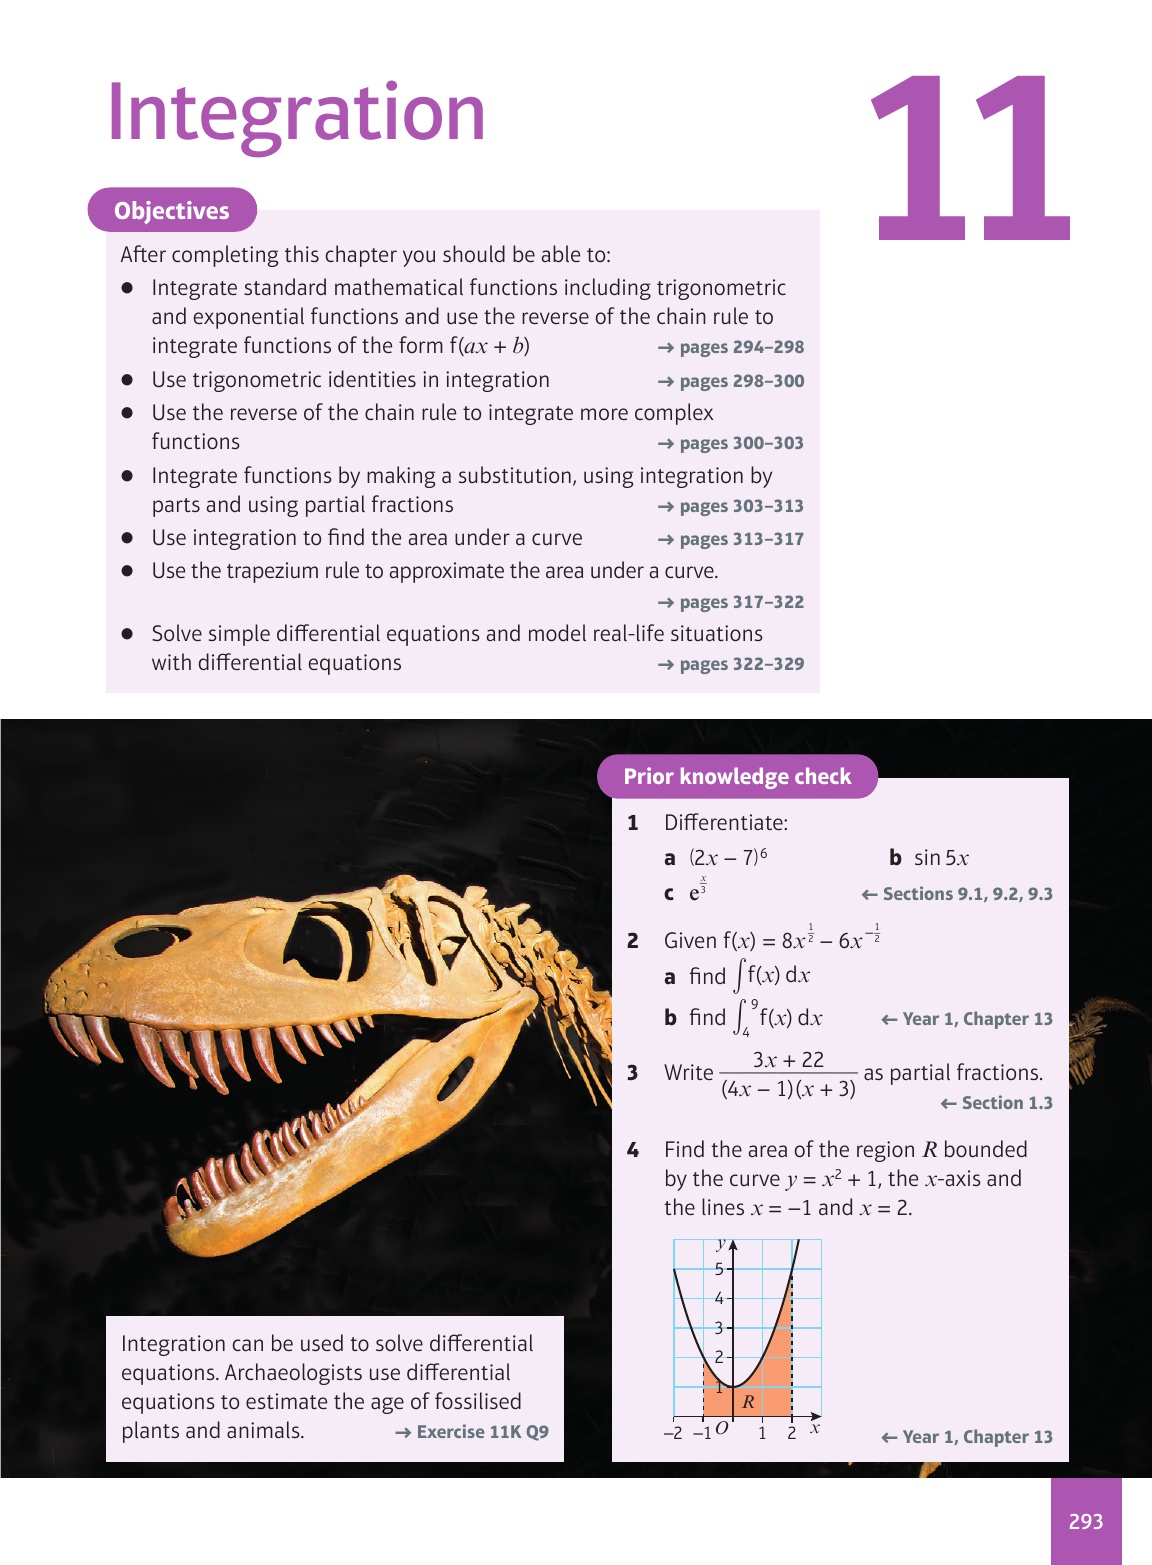 Integration
11
Objectives
After completing this chapter you should be able to:
● Integrate standard mathematical functions including trigonometric
and exponential functions and use the reverse of the chain rule to
integrate functions of the form f(ax + b) → pages 294–298
● Use trigonometric identities in integration → pages 298–300
● Use the reverse of the chain rule to integrate more complex
functions → pages 300–303
● Integrate functions by making a substitution, using integration by
parts and using partial fractions → pages 303–313
● Use integration to find the area under a curve → pages 313–317
● Use the trapezium rule to approximate the area under a curve.
→ pages 317–322
● Solve simple differential equations and model real-life situations
with differential equations → pages 322–329
Integration can be used to solve differential
equations. Archaeologists use differential
equations to estimate the age of fossilised
plants and animals. → Exercise 11K Q9
Prior knowledge check
1 Differentiate:
a (2x − 7)⁶ b sin 5x
c e^(x/3) ← Sections 9.1, 9.2, 9.3
2 Given f(x) = 8x^(1/2) − 6x^(−1/2)
a find ∫f(x) dx
b find ∫₄⁹f(x) dx ← Year 1, Chapter 13
3 Write (3x + 22)/((4x − 1)(x + 3)) as partial fractions.
← Section 1.3
4 Find the area of the region R bounded
by the curve y = x² + 1, the x-axis and
the lines x = −1 and x = 2.
y
5
4
3
2
1
R
−2 −1 O 1 2 x
← Year 1, Chapter 13
293